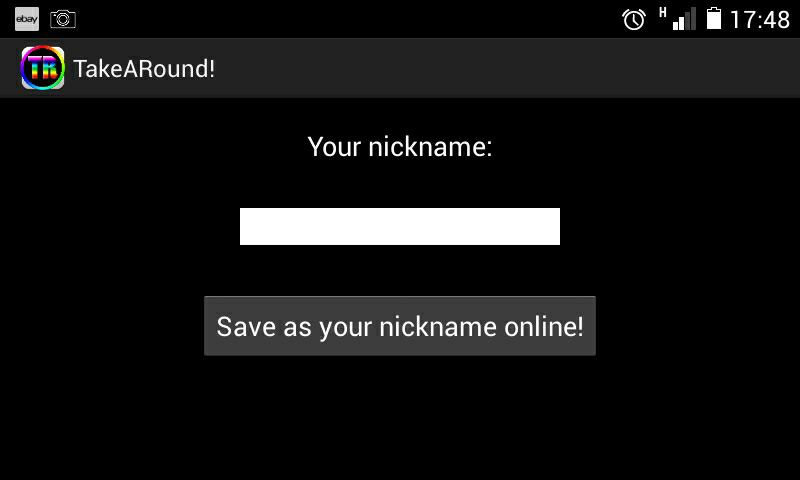 ebay H 17:48
TR TakeARound!
Your nickname:
Save as your nickname online!